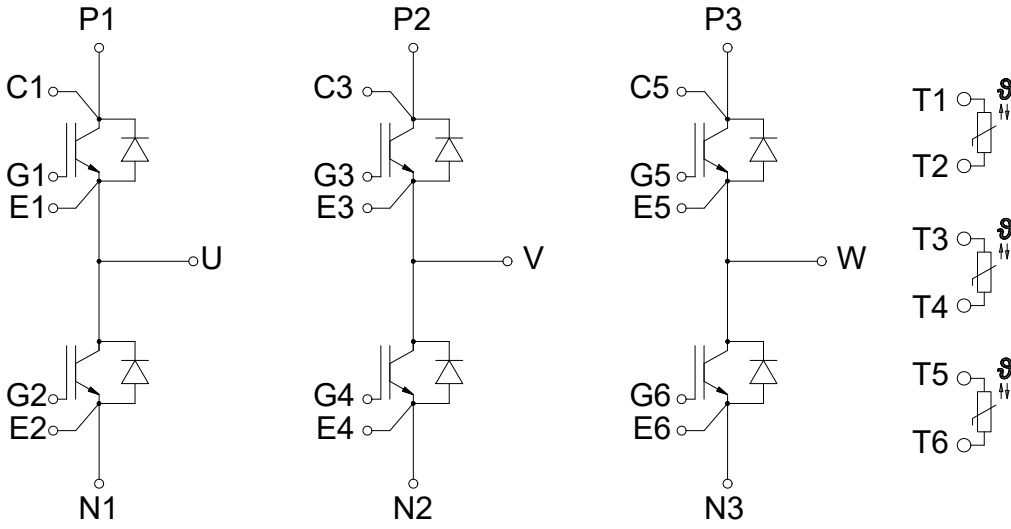 P1 P2 P3
C1 C3 C5
T1 ϑ
G1 G3 G5 T2
E1 E3 E5
T3 ϑ
U V W
T4
T5 ϑ
G2 G4 G6
E2 E4 E6
T6
N1 N2 N3